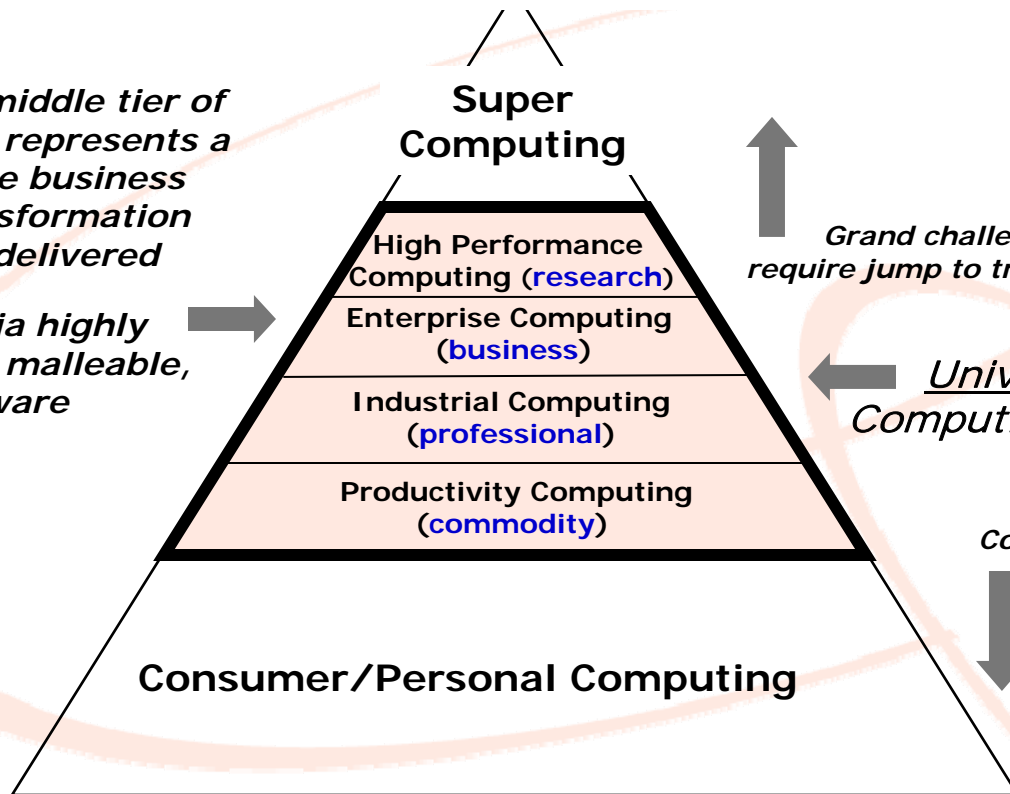 Super
Computing
middle tier of
represents a
e business
sformation
delivered
ia highly
malleable,
ware
High Performance
Computing (research)
Enterprise Computing
(business)
Industrial Computing
(professional)
Productivity Computing
(commodity)
Consumer/Personal Computing
Grand challe
require jump to tr
Univ
Comput
Co